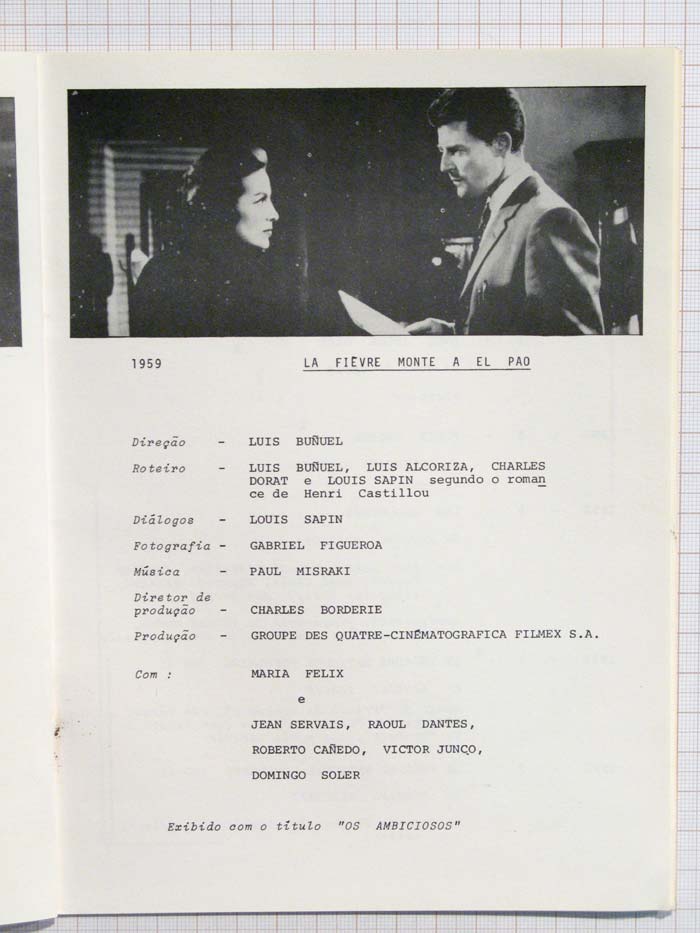 1959 LA FIÈVRE MONTE A EL PAO
Direção - LUIS BUÑUEL
Roteiro - LUIS BUÑUEL, LUIS ALCORIZA, CHARLES
DORAT e LOUIS SAPIN segundo o roman
ce de Henri Castillou
Diálogos - LOUIS SAPIN
Fotografia - GABRIEL FIGUEROA
Música - PAUL MISRAKI
Diretor de
produção - CHARLES BORDERIE
Produção - GROUPE DES QUATRE-CINÉMATOGRAFICA FILMEX S.A.
Com : MARIA FELIX
e
JEAN SERVAIS, RAOUL DANTES,
ROBERTO CAÑEDO, VICTOR JUNÇO,
DOMINGO SOLER
Exibido com o título "OS AMBICIOSOS"